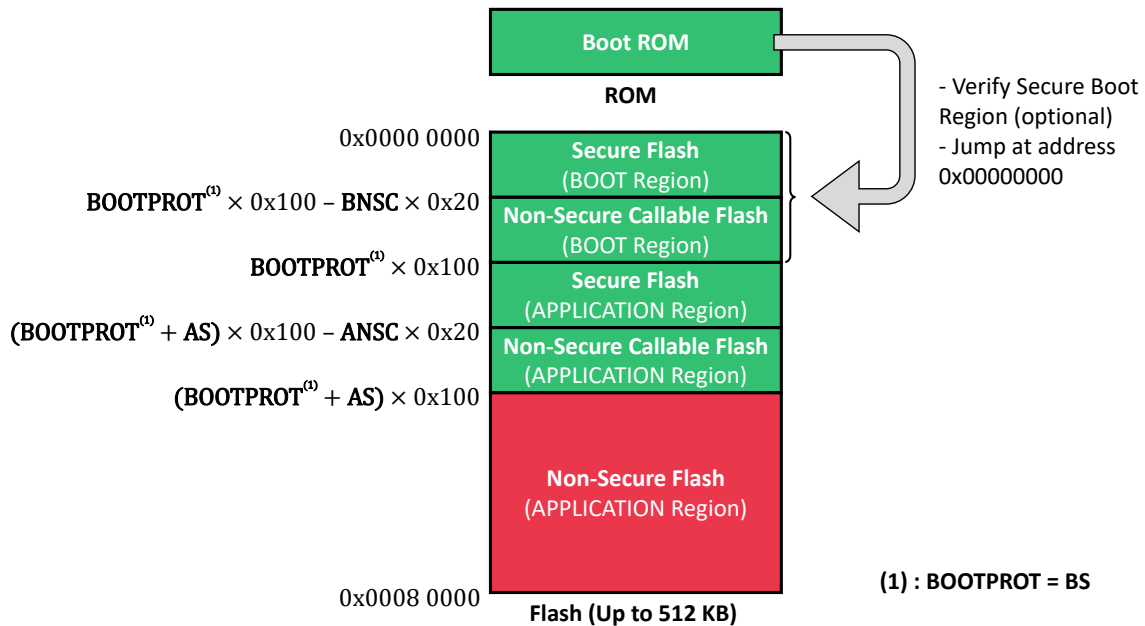 Boot ROM
ROM
- Verify Secure Boot
Region (optional)
- Jump at address
0x00000000
0x0000 0000
Secure Flash
(BOOT Region)
BOOTPROT⁽¹⁾ × 0x100 – BNSC × 0x20
Non-Secure Callable Flash
(BOOT Region)
BOOTPROT⁽¹⁾ × 0x100
Secure Flash
(APPLICATION Region)
(BOOTPROT⁽¹⁾ + AS) × 0x100 – ANSC × 0x20
Non-Secure Callable Flash
(APPLICATION Region)
(BOOTPROT⁽¹⁾ + AS) × 0x100
Non-Secure Flash
(APPLICATION Region)
(1) : BOOTPROT = BS
0x0008 0000
Flash (Up to 512 KB)